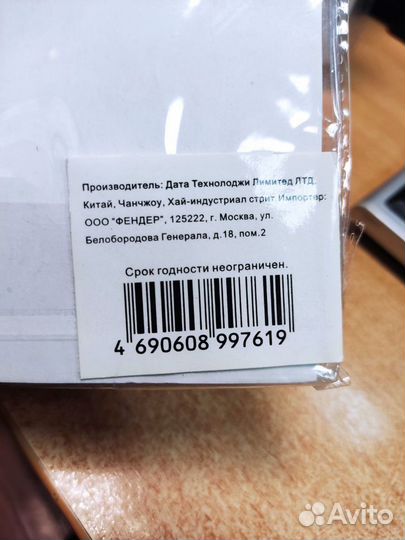 Производитель: Дата Технолоджи Лимитед ЛТД.
Китай, Чанчжоу, Хай-индустриал стрит Импортер:
ООО "ФЕНДЕР", 125222, г. Москва, ул.
Белобородова Генерала, д.18, пом.2
Срок годности неограничен.
4 690608 997619
Avito